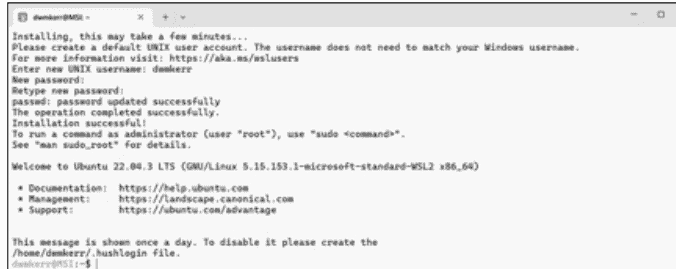 dwmkerr@MSI: ~
Installing, this may take a few minutes...
Please create a default UNIX user account. The username does not need to match your Windows username.
For more information visit: https://aka.ms/wslusers
Enter new UNIX username: dwmkerr
New password:
Retype new password:
passwd: password updated successfully
The operation completed successfully.
Installation successful!
To run a command as administrator (user "root"), use "sudo <command>".
See "man sudo_root" for details.
Welcome to Ubuntu 22.04.3 LTS (GNU/Linux 5.15.153.1-microsoft-standard-WSL2 x86_64)
* Documentation: https://help.ubuntu.com
* Management: https://landscape.canonical.com
* Support: https://ubuntu.com/advantage
This message is shown once a day. To disable it please create the
/home/dwmkerr/.hushlogin file.
dwmkerr@MSI:~$